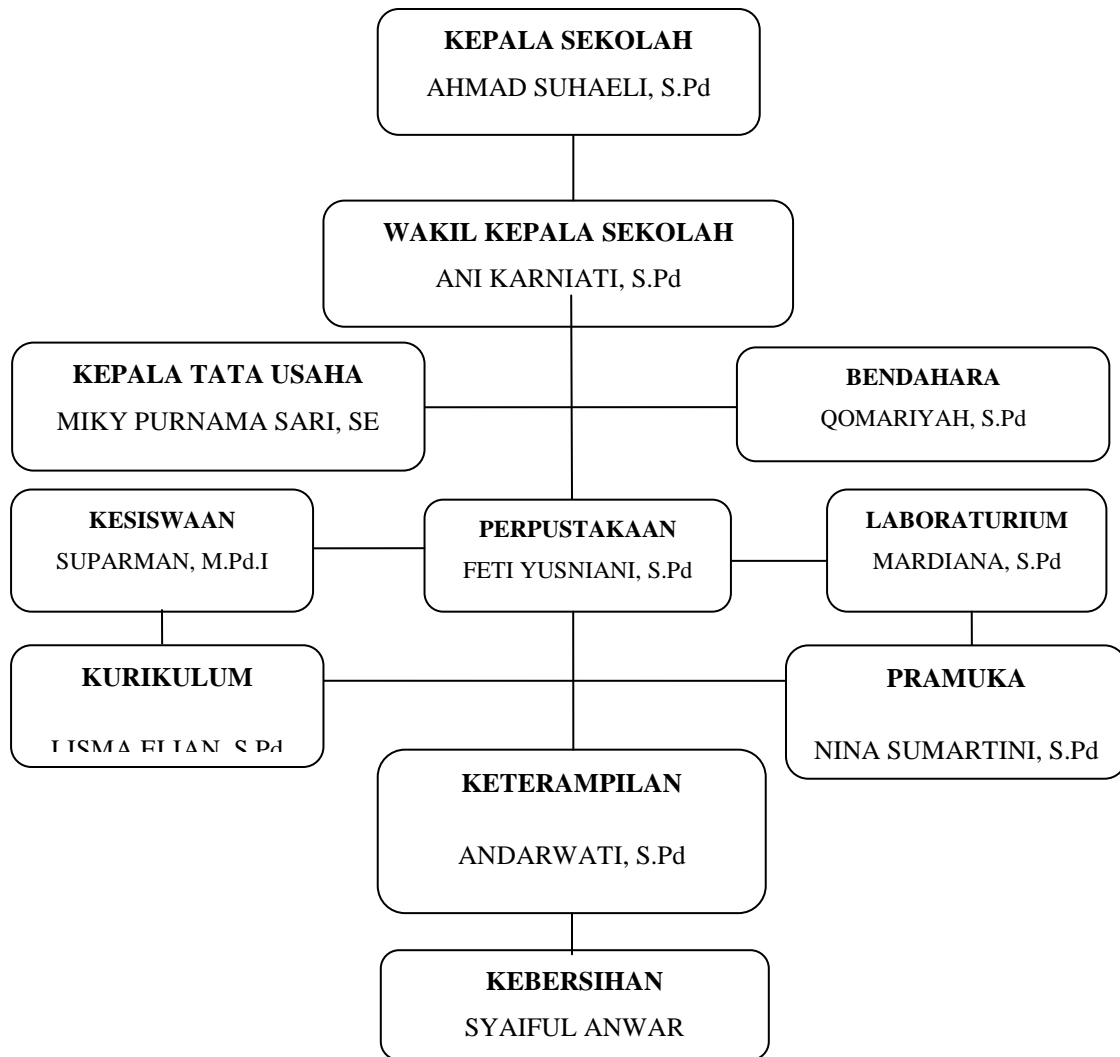 KEPALA SEKOLAH
AHMAD SUHAELI, S.Pd
WAKIL KEPALA SEKOLAH
ANI KARNIATI, S.Pd
KEPALA TATA USAHA
MIKY PURNAMA SARI, SE
BENDAHARA
QOMARIYAH, S.Pd
KESISWAAN
SUPARMAN, M.Pd.I
PERPUSTAKAAN
FETI YUSNIANI, S.Pd
LABORATURIUM
MARDIANA, S.Pd
KURIKULUM
S.Pd
PRAMUKA
NINA SUMARTINI, S.Pd
KETERAMPILAN
ANDARWATI, S.Pd
KEBERSIHAN
SYAIFUL ANWAR